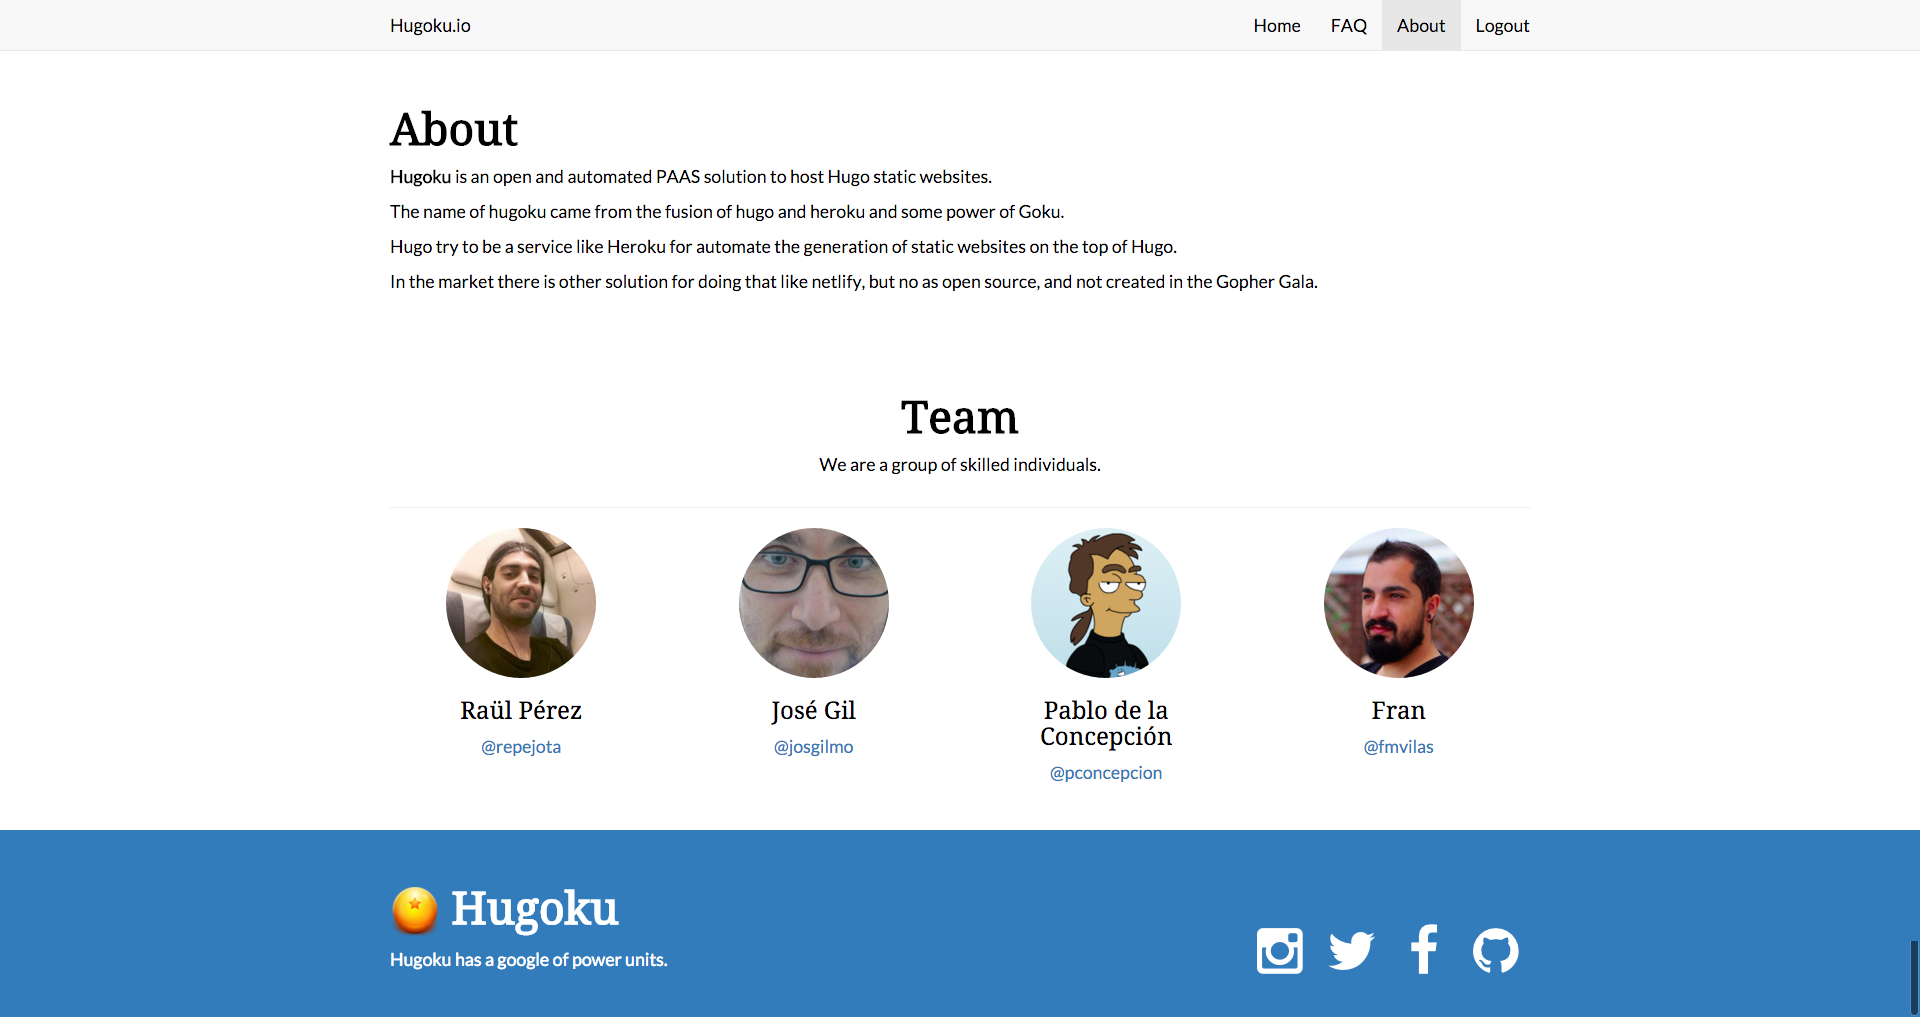 Hugoku.io
Home FAQ About Logout
About
Hugoku is an open and automated PAAS solution to host Hugo static websites.
The name of hugoku came from the fusion of hugo and heroku and some power of Goku.
Hugo try to be a service like Heroku for automate the generation of static websites on the top of Hugo.
In the market there is other solution for doing that like netlify, but no as open source, and not created in the Gopher Gala.
Team
We are a group of skilled individuals.
Raül Pérez
@repejota
José Gil
@josgilmo
Pablo de la
Concepción
@pconcepcion
Fran
@fmvilas
Hugoku
Hugoku has a google of power units.